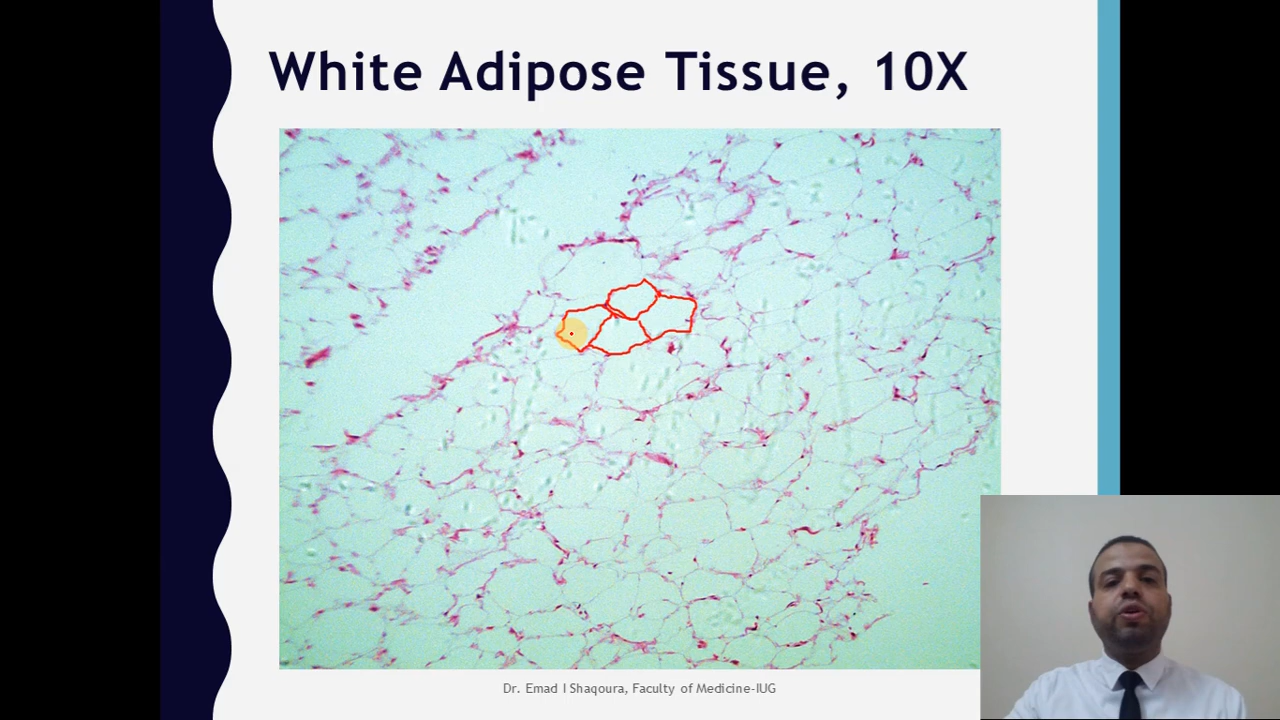 White Adipose Tissue, 10X
Dr. Emad I Shaqoura, Faculty of Medicine-IUG